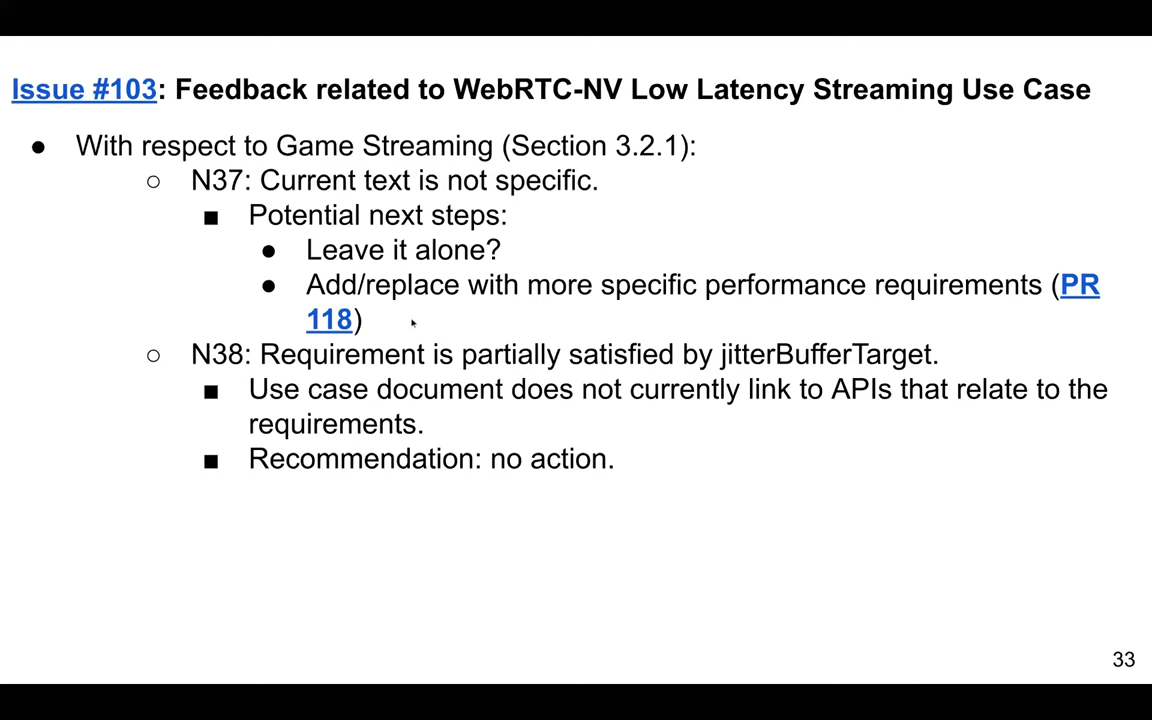 Issue #103: Feedback related to WebRTC-NV Low Latency Streaming Use Case
● With respect to Game Streaming (Section 3.2.1):
○ N37: Current text is not specific.
■ Potential next steps:
● Leave it alone?
● Add/replace with more specific performance requirements (PR
118)
○ N38: Requirement is partially satisfied by jitterBufferTarget.
■ Use case document does not currently link to APIs that relate to the
requirements.
■ Recommendation: no action.
33